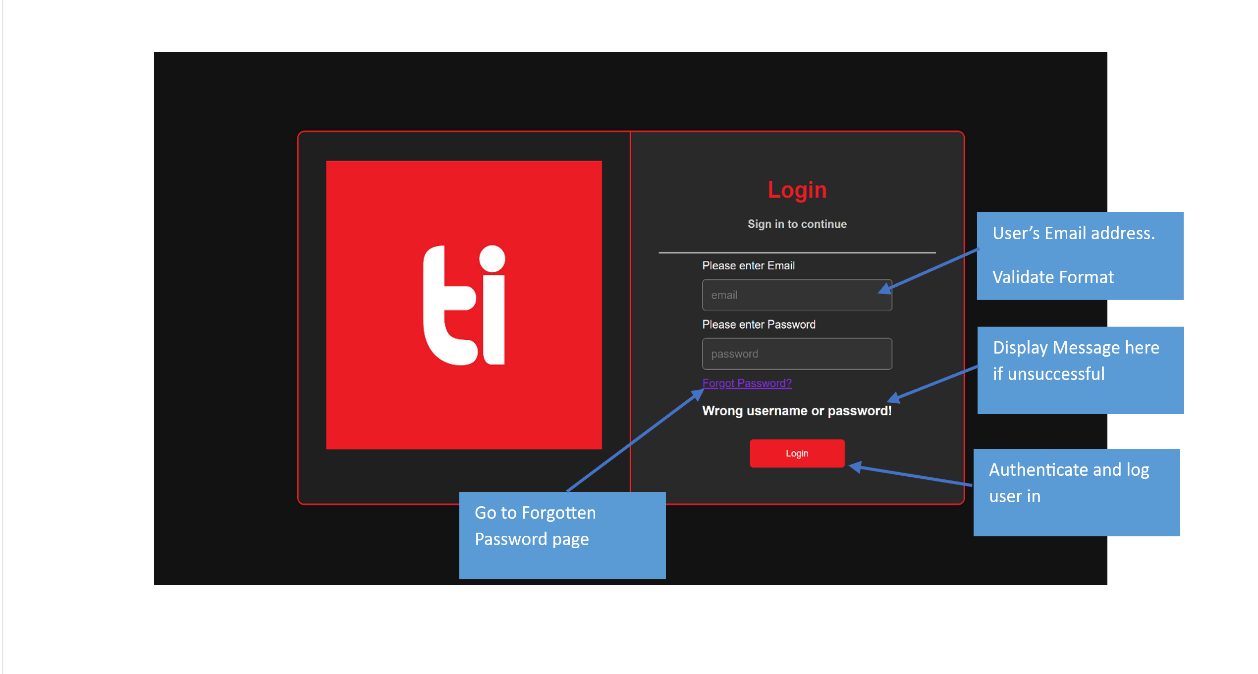 ti
Login
Sign in to continue
Please enter Email
email
Please enter Password
password
Forgot Password?
Wrong username or password!
Login
User’s Email address.
Validate Format
Display Message here
if unsuccessful
Authenticate and log
user in
Go to Forgotten
Password page